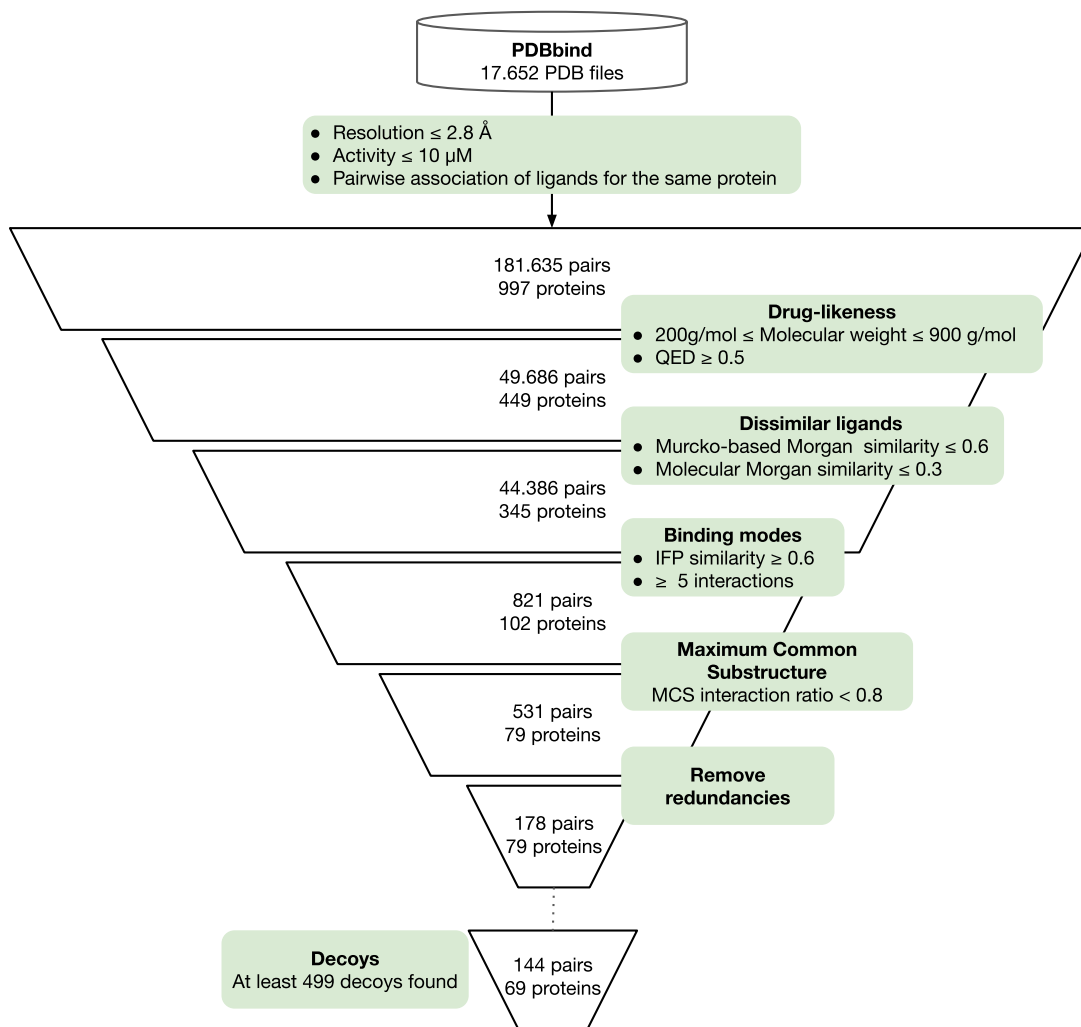 PDBbind
17.652 PDB files
● Resolution ≤ 2.8 Å
● Activity ≤ 10 µM
● Pairwise association of ligands for the same protein
181.635 pairs
997 proteins
Drug-likeness
● 200g/mol ≤ Molecular weight ≤ 900 g/mol
● QED ≥ 0.5
49.686 pairs
449 proteins
Dissimilar ligands
● Murcko-based Morgan  similarity ≤ 0.6
● Molecular Morgan similarity ≤ 0.3
44.386 pairs
345 proteins
Binding modes
● IFP similarity ≥ 0.6
● ≥  5 interactions
821 pairs
102 proteins
Maximum Common
Substructure
MCS interaction ratio < 0.8
531 pairs
79 proteins
Remove
redundancies
178 pairs
79 proteins
Decoys
At least 499 decoys found
144 pairs
69 proteins